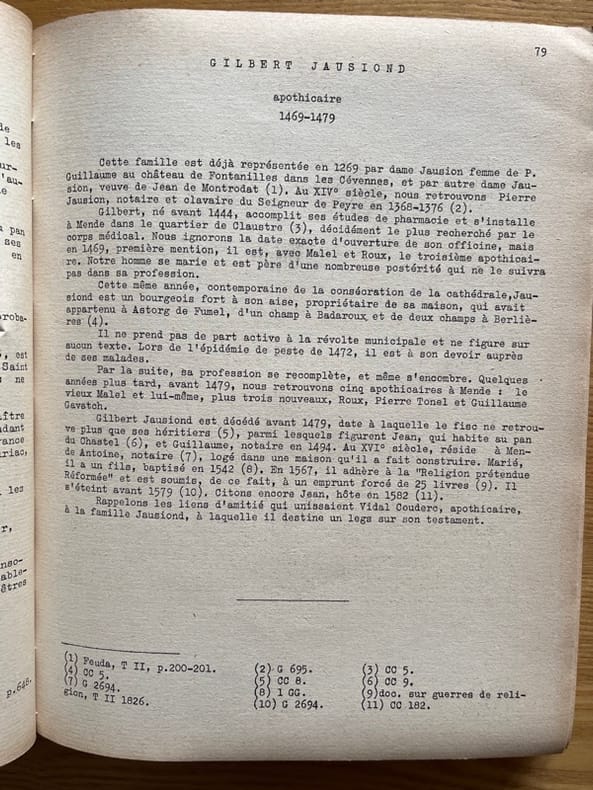 79
GILBERT JAUSIOND
apothicaire
1469-1479
Cette famille est déjà représentée en 1269 par dame Jausion femme de P.
Guillaume au château de Fontanilles dans les Cévennes, et par autre dame Jau-
sion, veuve de Jean de Montrodat (1). Au XIV° siècle, nous retrouvons Pierre
Jausion, notaire et clavaire du Seigneur de Peyre en 1368-1376 (2).
Gilbert, né avant 1444, accomplit ses études de pharmacie et s'installe
à Mende dans le quartier de Claustre (3), décidément le plus recherché par le
corps médical. Nous ignorons la date exacte d'ouverture de son officine, mais
en 1469, première mention, il est, avec Malel et Roux, le troisième apothicai-
re. Notre homme se marie et est père d'une nombreuse postérité qui ne le suivra
pas dans sa profession.
Cette même année, contemporaine de la consécration de la cathédrale,Jau-
siond est un bourgeois fort à son aise, propriétaire de sa maison, qui avait
appartenu à Astorg de Fumel, d'un champ à Badaroux et de deux champs à Berliè-
res (4).
Il ne prend pas de part active à la révolte municipale et ne figure sur
aucun texte. Lors de l'épidémie de peste de 1472, il est à son devoir auprès
de ses malades.
Par la suite, sa profession se recomplète, et même s'encombre. Quelques
années plus tard, avant 1479, nous retrouvons cinq apothicaires à Mende : le
vieux Malel et lui-même, plus trois nouveaux, Roux, Pierre Tonel et Guillaume
Gavatch.
Gilbert Jausiond est décédé avant 1479, date à laquelle le fisc ne retrou-
ve plus que ses héritiers (5), parmi lesquels figurent Jean, qui habite au pan
du Chastel (6), et Guillaume, notaire en 1494. Au XVI° siècle, réside à Men-
de Antoine, notaire (7), logé dans une maison qu'il a fait construire. Marié,
il a un fils, baptisé en 1542 (8). En 1567, il adhère à la "Religion prétendue
Réformée" et est soumis, de ce fait, à un emprunt forcé de 25 livres (9). Il
s'éteint avant 1579 (10). Citons encore Jean, hôte en 1582 (11).
Rappelons les liens d'amitié qui unissaient Vidal Couderc, apothicaire,
à la famille Jausiond, à laquelle il destine un legs sur son testament.
(1) Feuda, T II, p.200-201. (2) G 695. (3) CC 5.
(4) CC 5. (5) CC 8. (6) CC 9.
(7) G 2694. (8) 1 GG. (9)doc. sur guerres de reli-
gion, T II 1826. (10) G 2694. (11) CC 182.
p.648.